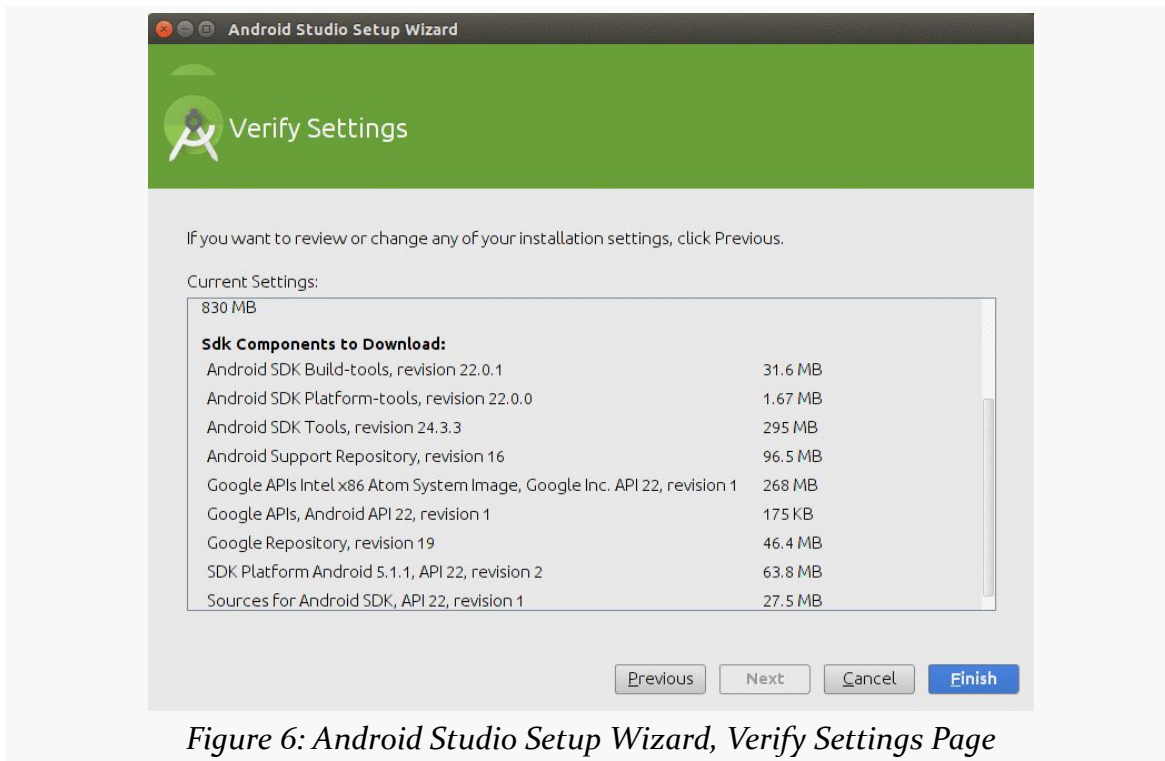 Android Studio Setup Wizard
Verify Settings
If you want to review or change any of your installation settings, click Previous.
Current Settings:
830 MB
Sdk Components to Download:
Android SDK Build-tools, revision 22.0.1 31.6 MB
Android SDK Platform-tools, revision 22.0.0 1.67 MB
Android SDK Tools, revision 24.3.3 295 MB
Android Support Repository, revision 16 96.5 MB
Google APIs Intel x86 Atom System Image, Google Inc. API 22, revision 1 268 MB
Google APIs, Android API 22, revision 1 175 KB
Google Repository, revision 19 46.4 MB
SDK Platform Android 5.1.1, API 22, revision 2 63.8 MB
Sources for Android SDK, API 22, revision 1 27.5 MB
Previous Next Cancel Finish
Figure 6: Android Studio Setup Wizard, Verify Settings Page